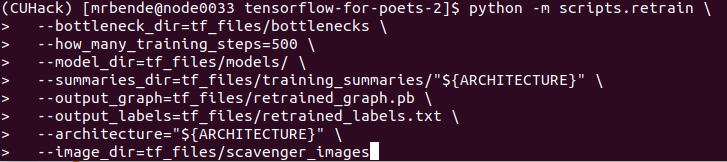 (CUHack) [mrbende@node0033 tensorflow-for-poets-2]$ python -m scripts.retrain \
>   --bottleneck_dir=tf_files/bottlenecks \
>   --how_many_training_steps=500 \
>   --model_dir=tf_files/models/ \
>   --summaries_dir=tf_files/training_summaries/"${ARCHITECTURE}" \
>   --output_graph=tf_files/retrained_graph.pb \
>   --output_labels=tf_files/retrained_labels.txt \
>   --architecture="${ARCHITECTURE}" \
>   --image_dir=tf_files/scavenger_images